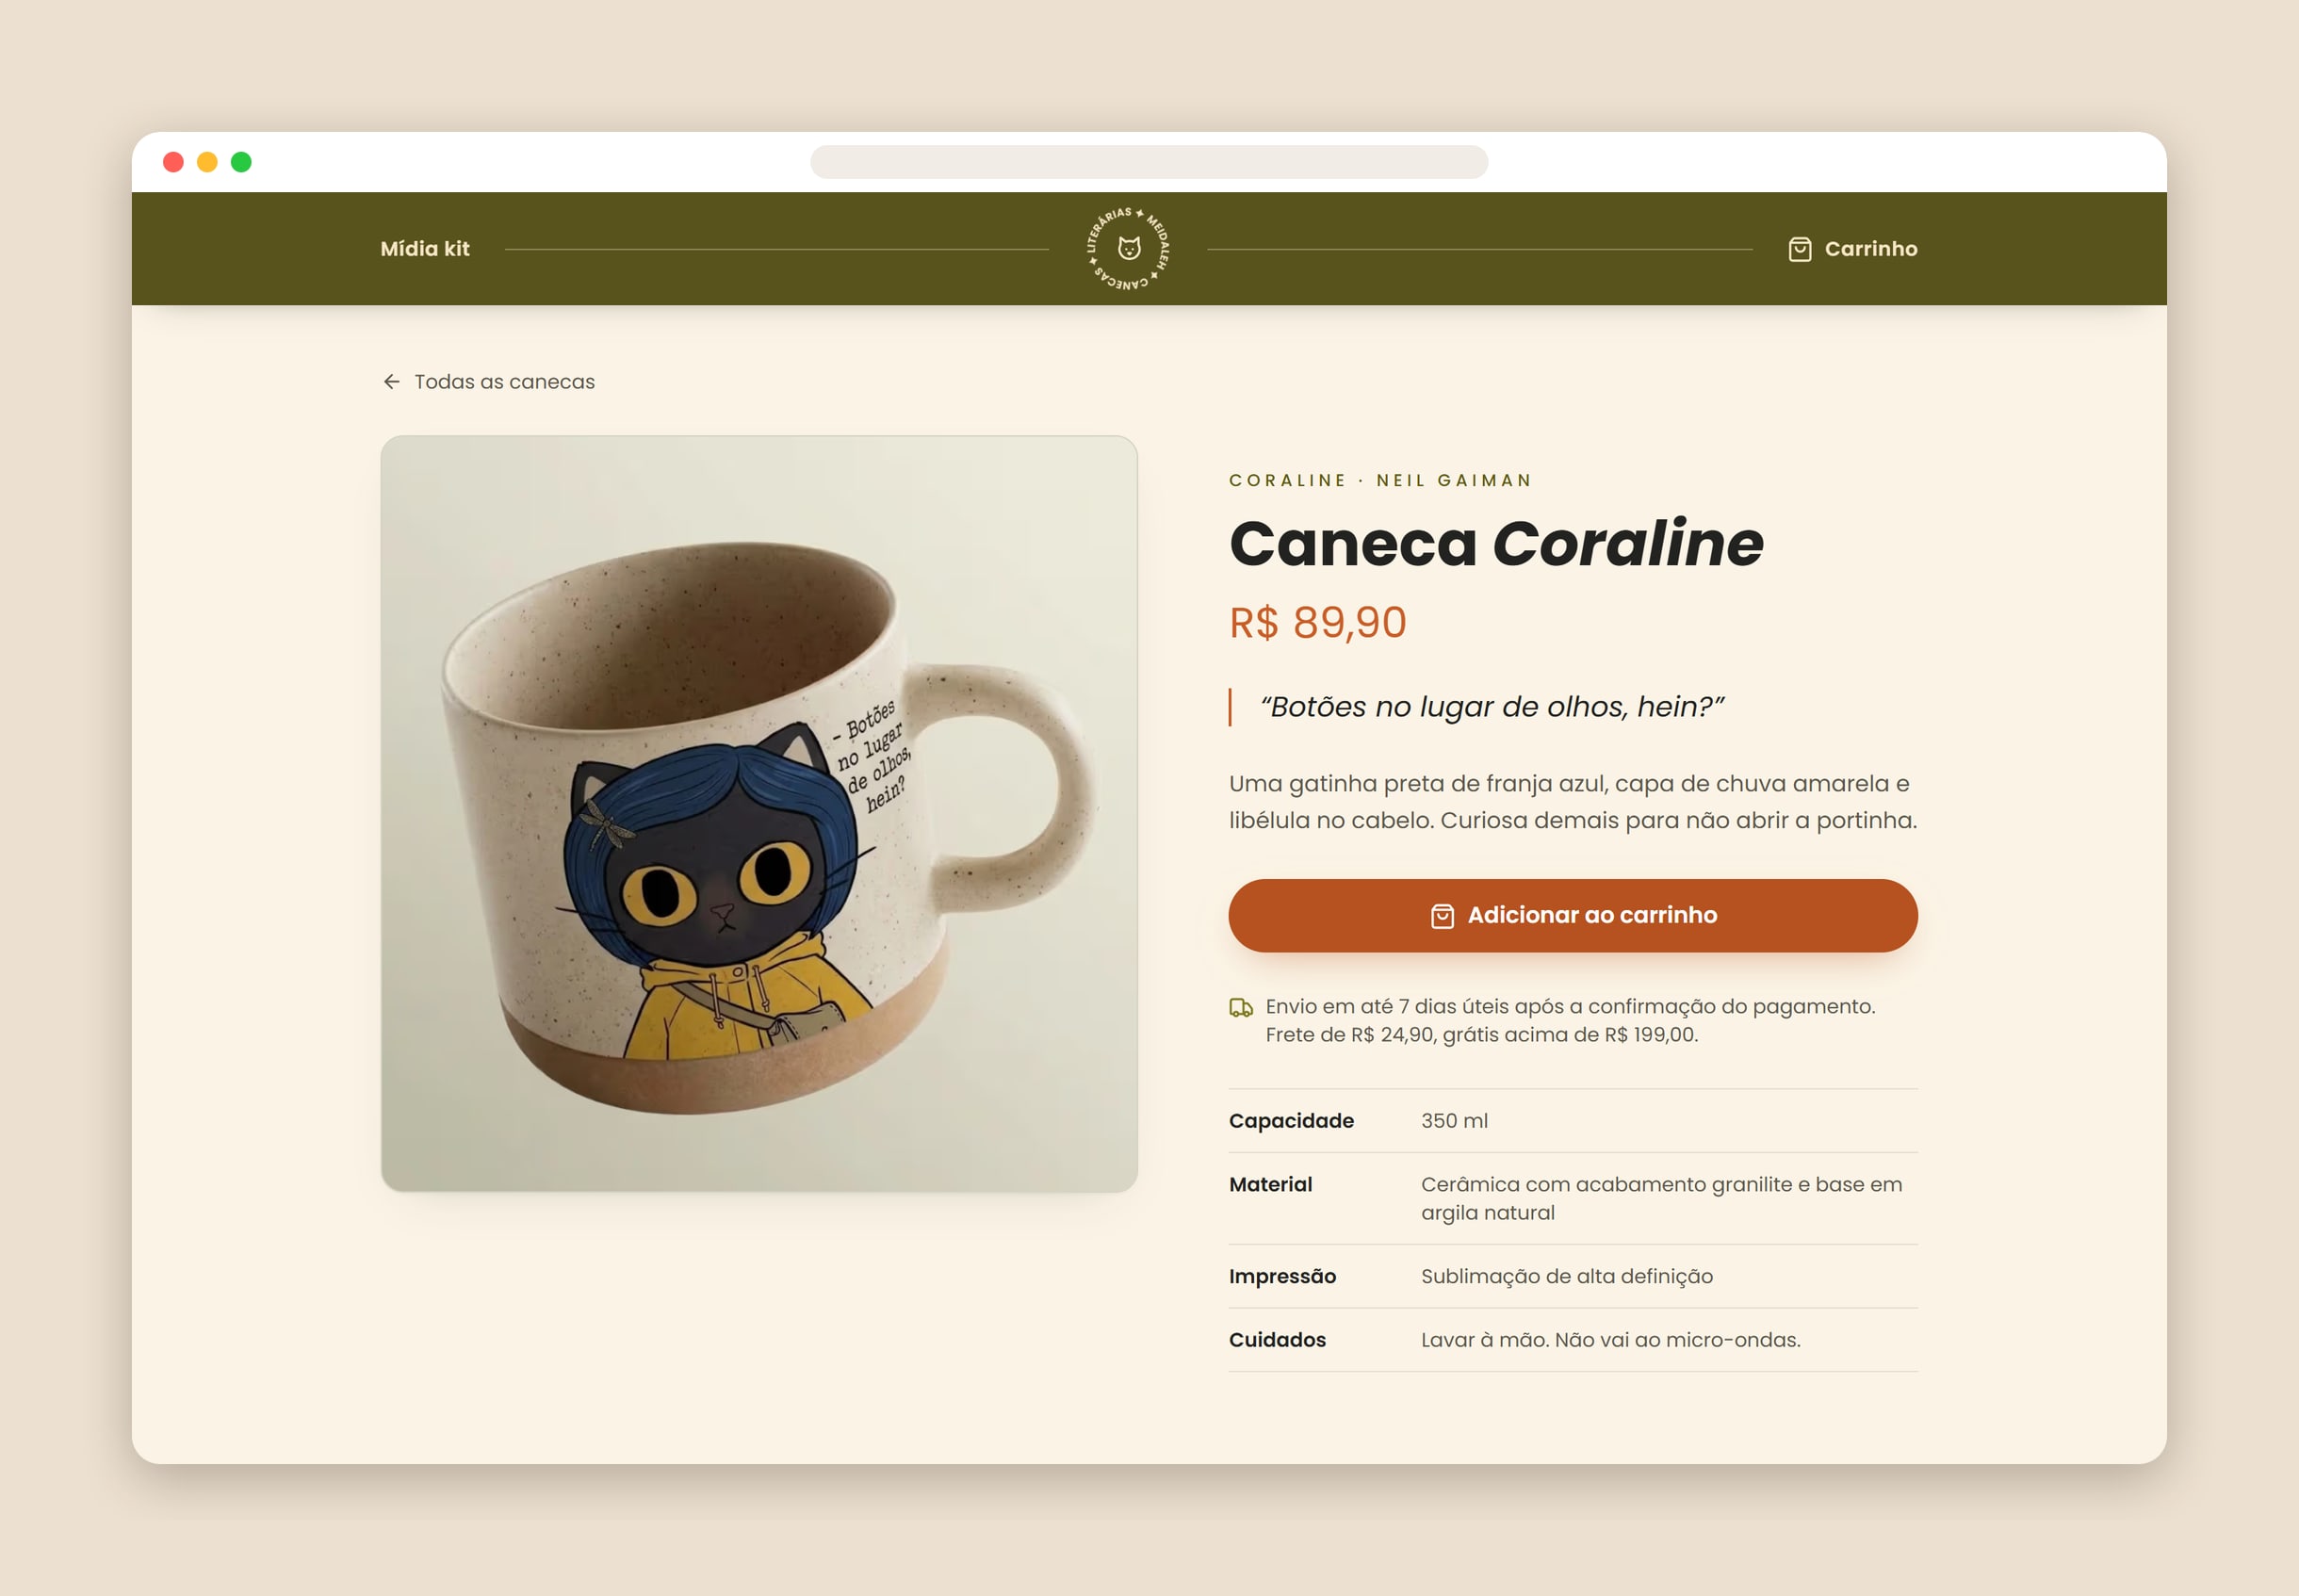 Mídia kit
LITERÁRIAS ✦ MEIDALEH ✦ CANECAS ✦
Carrinho
← Todas as canecas
- Botões
no lugar
de olhos,
hein?
CORALINE · NEIL GAIMAN
Caneca Coraline
R$ 89,90
“Botões no lugar de olhos, hein?”
Uma gatinha preta de franja azul, capa de chuva amarela e
libélula no cabelo. Curiosa demais para não abrir a portinha.
Adicionar ao carrinho
Envio em até 7 dias úteis após a confirmação do pagamento.
Frete de R$ 24,90, grátis acima de R$ 199,00.
Capacidade 350 ml
Material Cerâmica com acabamento granilite e base em
argila natural
Impressão Sublimação de alta definição
Cuidados Lavar à mão. Não vai ao micro-ondas.